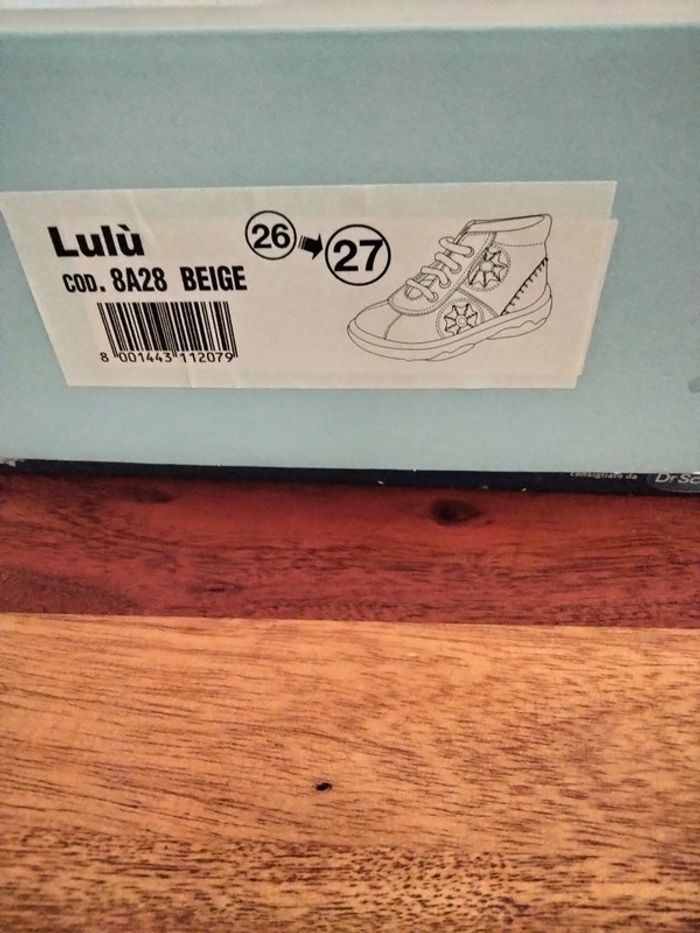 Lulù
26 27
COD. 8A28 BEIGE
8 001443 112079
consigliato da